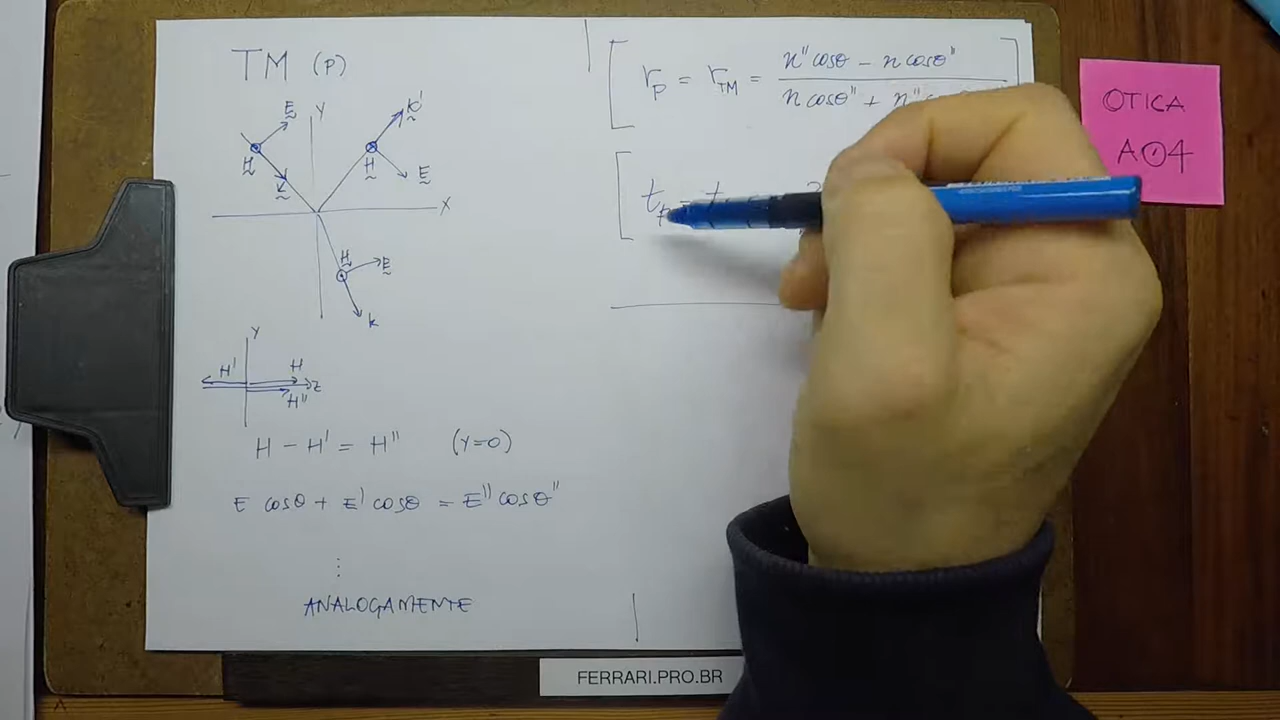 TM (p)
E
Y
k'
H
H
E
k
X
H
E
k
Y
H'
H
Z
H''
H - H' = H'' (Y=0)
E cosθ + E' cosθ = E'' cosθ''
⋮
ANALOGAMENTE
r_p = r_TM = n'' cosθ - n cosθ''
n cosθ'' + n''
t_p = t
OTICA
A04
FERRARI.PRO.BR